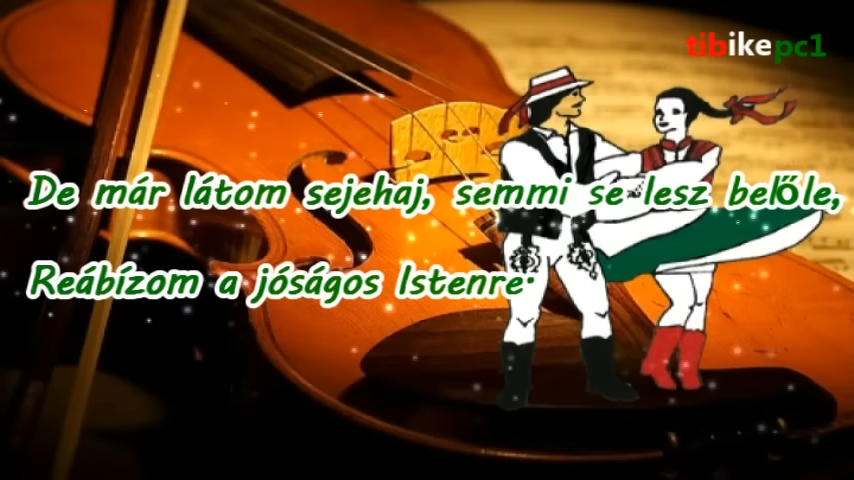 tibikepc1
De már látom sejehaj, semmi se lesz belőle,
Reábízom a jóságos Istenre.